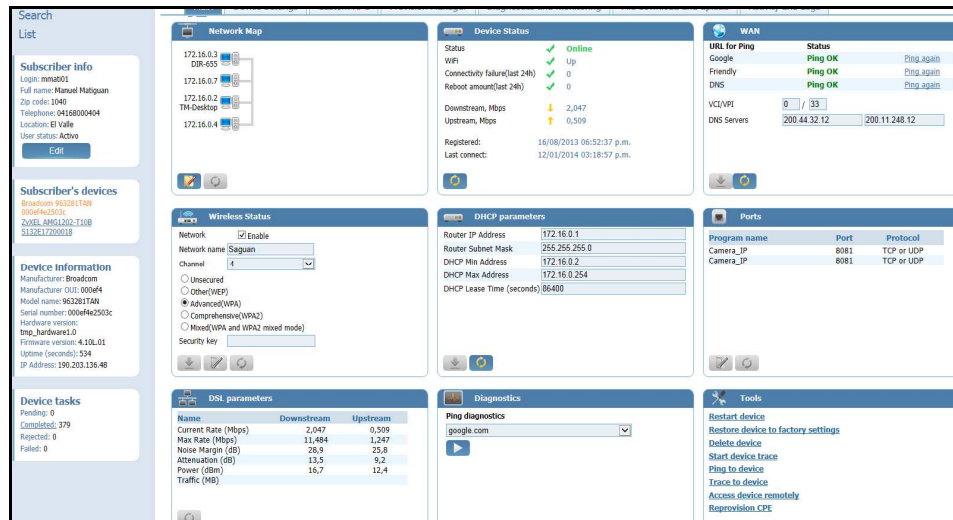 Search
List
Subscriber info
Login: mmati01
Full name: Manuel Matiguan
Zip code: 1040
Telephone: 04168000404
Location: El Valle
User status: Activo
Edit
Subscriber's devices
Broadcom 963281TAN
000ef4e2503c
ZyXEL AMG1202-T10B
S132E17200018
Device Information
Manufacturer: Broadcom
Manufacturer OUI: 000ef4
Model name: 963281TAN
Serial number: 000ef4e2503c
Hardware version:
tmp_hardware1.0
Firmware version: 4.10L.01
Uptime (seconds): 534
IP Address: 190.203.136.48
Device tasks
Pending: 0
Completed: 379
Rejected: 0
Failed: 0
Network Map
172.16.0.3
DIR-655
172.16.0.7
172.16.0.2
TM-Desktop
172.16.0.4
Device Status
Status Online
WiFi Up
Connectivity failure(last 24h) 0
Reboot amount(last 24h) 0
Downstream, Mbps 2,047
Upstream, Mbps 0,509
Registered: 16/08/2013 06:52:37 p.m.
Last connect: 12/01/2014 03:18:57 p.m.
WAN
URL for Ping Status
Google Ping OK Ping again
Friendly Ping OK Ping again
DNS Ping OK Ping again
VCI/VPI 0 / 33
DNS Servers 200.44.32.12 200.11.248.12
Wireless Status
Network Enable
Network name Saguan
Channel 4
Unsecured
Other(WEP)
Advanced(WPA)
Comprehensive(WPA2)
Mixed(WPA and WPA2 mixed mode)
Security key
DHCP parameters
Router IP Address 172.16.0.1
Router Subnet Mask 255.255.255.0
DHCP Min Address 172.16.0.2
DHCP Max Address 172.16.0.254
DHCP Lease Time (seconds) 86400
Ports
Program name Port Protocol
Camera_IP 8081 TCP or UDP
Camera_IP 8081 TCP or UDP
DSL parameters
Name Downstream Upstream
Current Rate (Mbps) 2,047 0,509
Max Rate (Mbps) 11,484 1,247
Noise Margin (dB) 28,9 25,8
Attenuation (dB) 13,5 9,2
Power (dBm) 16,7 12,4
Traffic (MB)
Diagnostics
Ping diagnostics
google.com
Tools
Restart device
Restore device to factory settings
Delete device
Start device trace
Ping to device
Trace to device
Access device remotely
Reprovision CPE